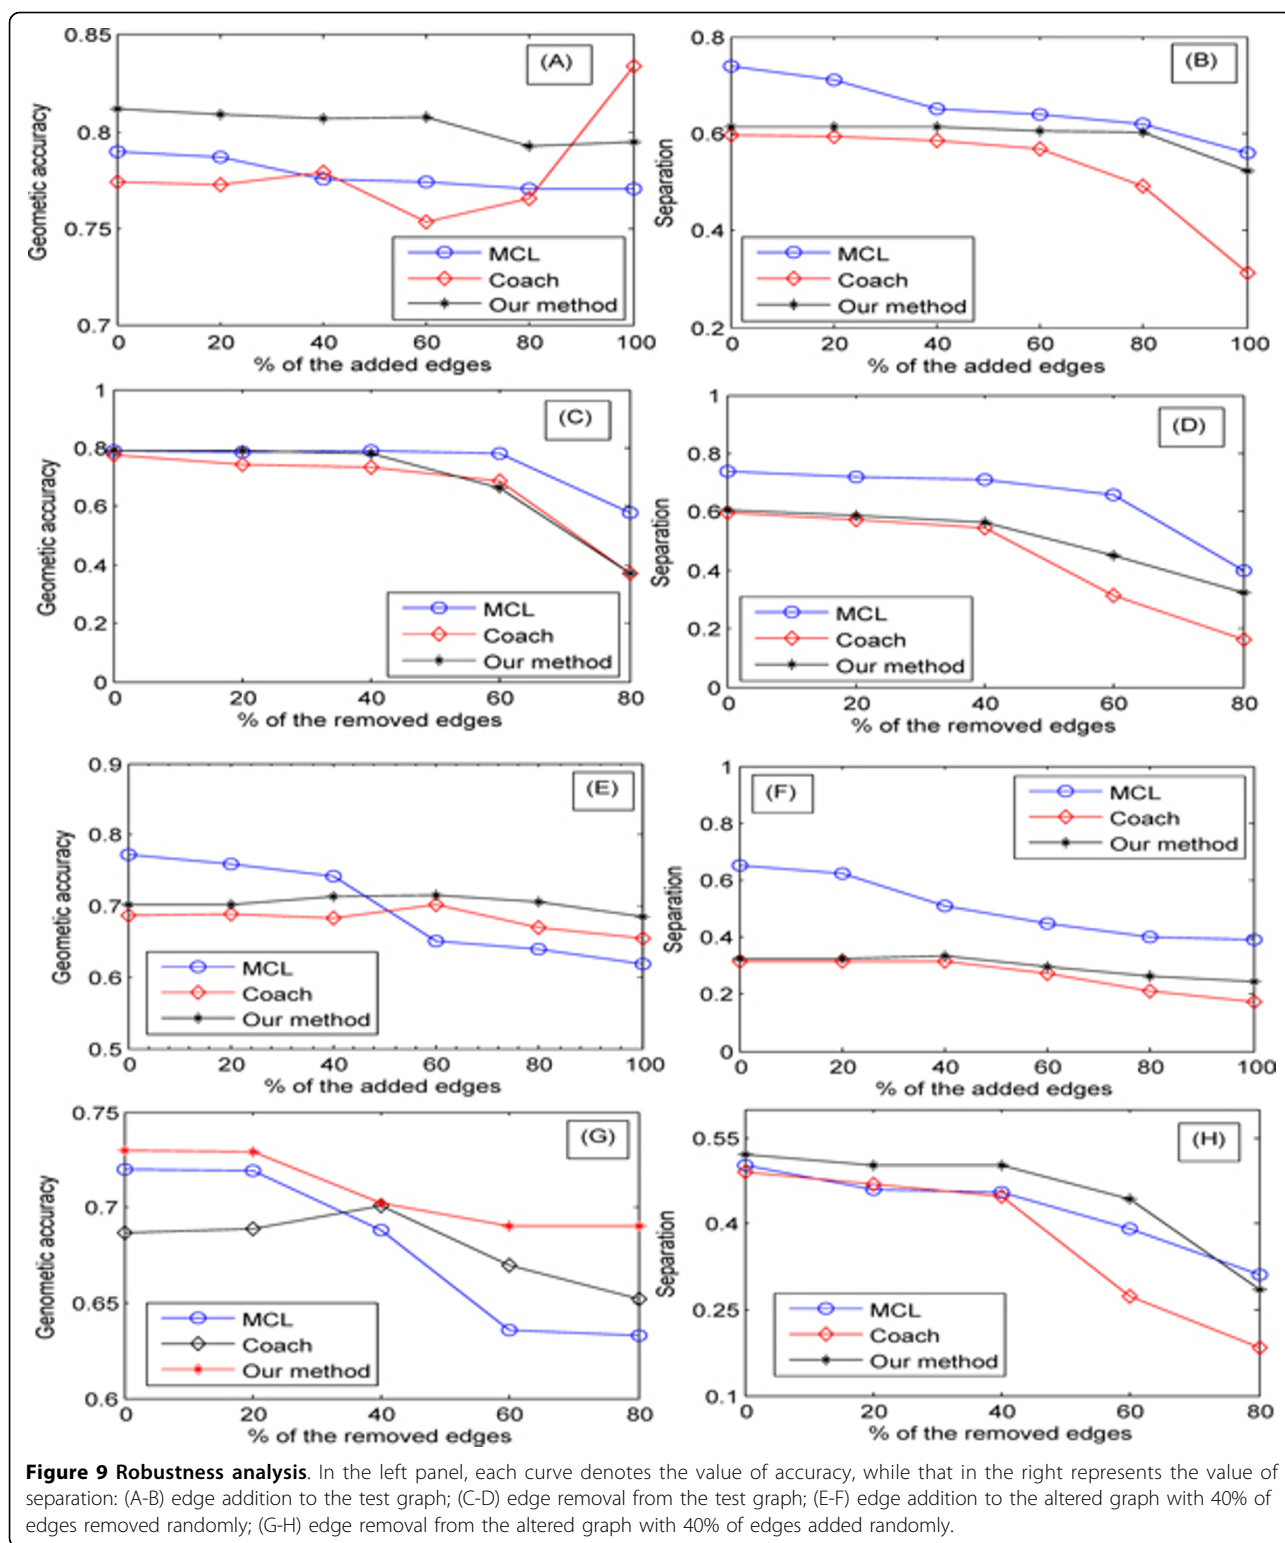 (A)
Geometic accuracy
0.85
0.8
0.75
0.7
MCL
Coach
Our method
0 20 40 60 80 100
% of the added edges
(B)
Separation
0.8
0.6
0.4
0.2
MCL
Coach
Our method
0 20 40 60 80 100
% of the added edges
(C)
Geometic accuracy
1
0.8
0.6
0.4
0.2
0
MCL
Coach
Our method
0 20 40 60 80
% of the removed edges
(D)
Separation
1
0.8
0.6
0.4
0.2
0
MCL
Coach
Our method
0 20 40 60 80
% of the removed edges
(E)
Geometic accuracy
0.9
0.8
0.7
0.6
0.5
MCL
Coach
Our method
0 20 40 60 80 100
% of the added edges
(F)
Separation
1
0.8
0.6
0.4
0.2
0
MCL
Coach
Our method
0 20 40 60 80 100
% of the added edges
(G)
Genometic accuracy
0.75
0.7
0.65
0.6
MCL
Coach
Our method
0 20 40 60 80
% of the removed edges
(H)
Separation
0.55
0.4
0.25
0.1
MCL
Coach
Our method
0 20 40 60 80
% of the removed edges
Figure 9 Robustness analysis. In the left panel, each curve denotes the value of accuracy, while that in the right represents the value of
separation: (A-B) edge addition to the test graph; (C-D) edge removal from the test graph; (E-F) edge addition to the altered graph with 40% of
edges removed randomly; (G-H) edge removal from the altered graph with 40% of edges added randomly.